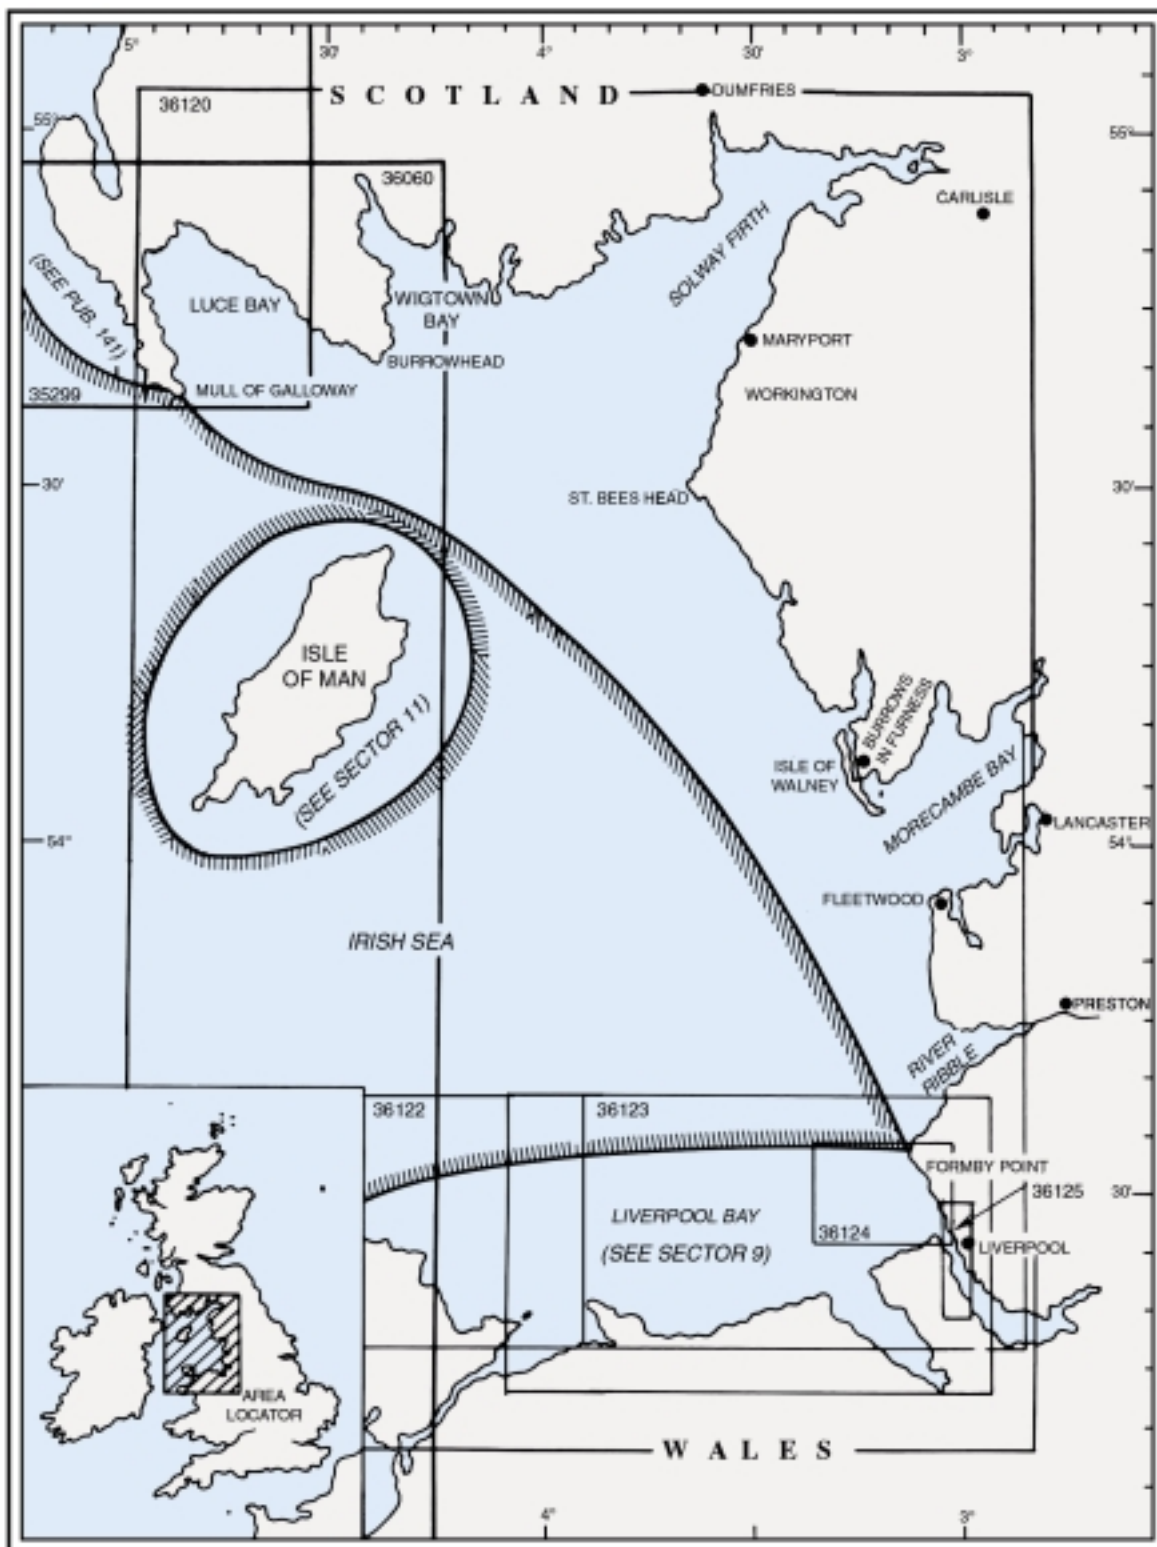 5°
30'
4°
30'
3°
SCOTLAND
DUMFRIES
36120
55°
55°
36060
CARLISLE
SOLWAY FIRTH
(SEE PUB. 141)
LUCE BAY
WIGTOWN
BAY
MARYPORT
BURROWHEAD
35299
MULL OF GALLOWAY
WORKINGTON
30'
ST. BEES HEAD
30'
ISLE
OF MAN
(SEE SECTOR 11)
BURROWS
IN FURNESS
ISLE OF
WALNEY
MORECAMBE BAY
LANCASTER
54°
54°
FLEETWOOD
IRISH SEA
PRESTON
RIVER
RIBBLE
36122
36123
FORMBY POINT
36125
30'
LIVERPOOL BAY
36124
(SEE SECTOR 9)
LIVERPOOL
AREA
LOCATOR
WALES
4°
3°